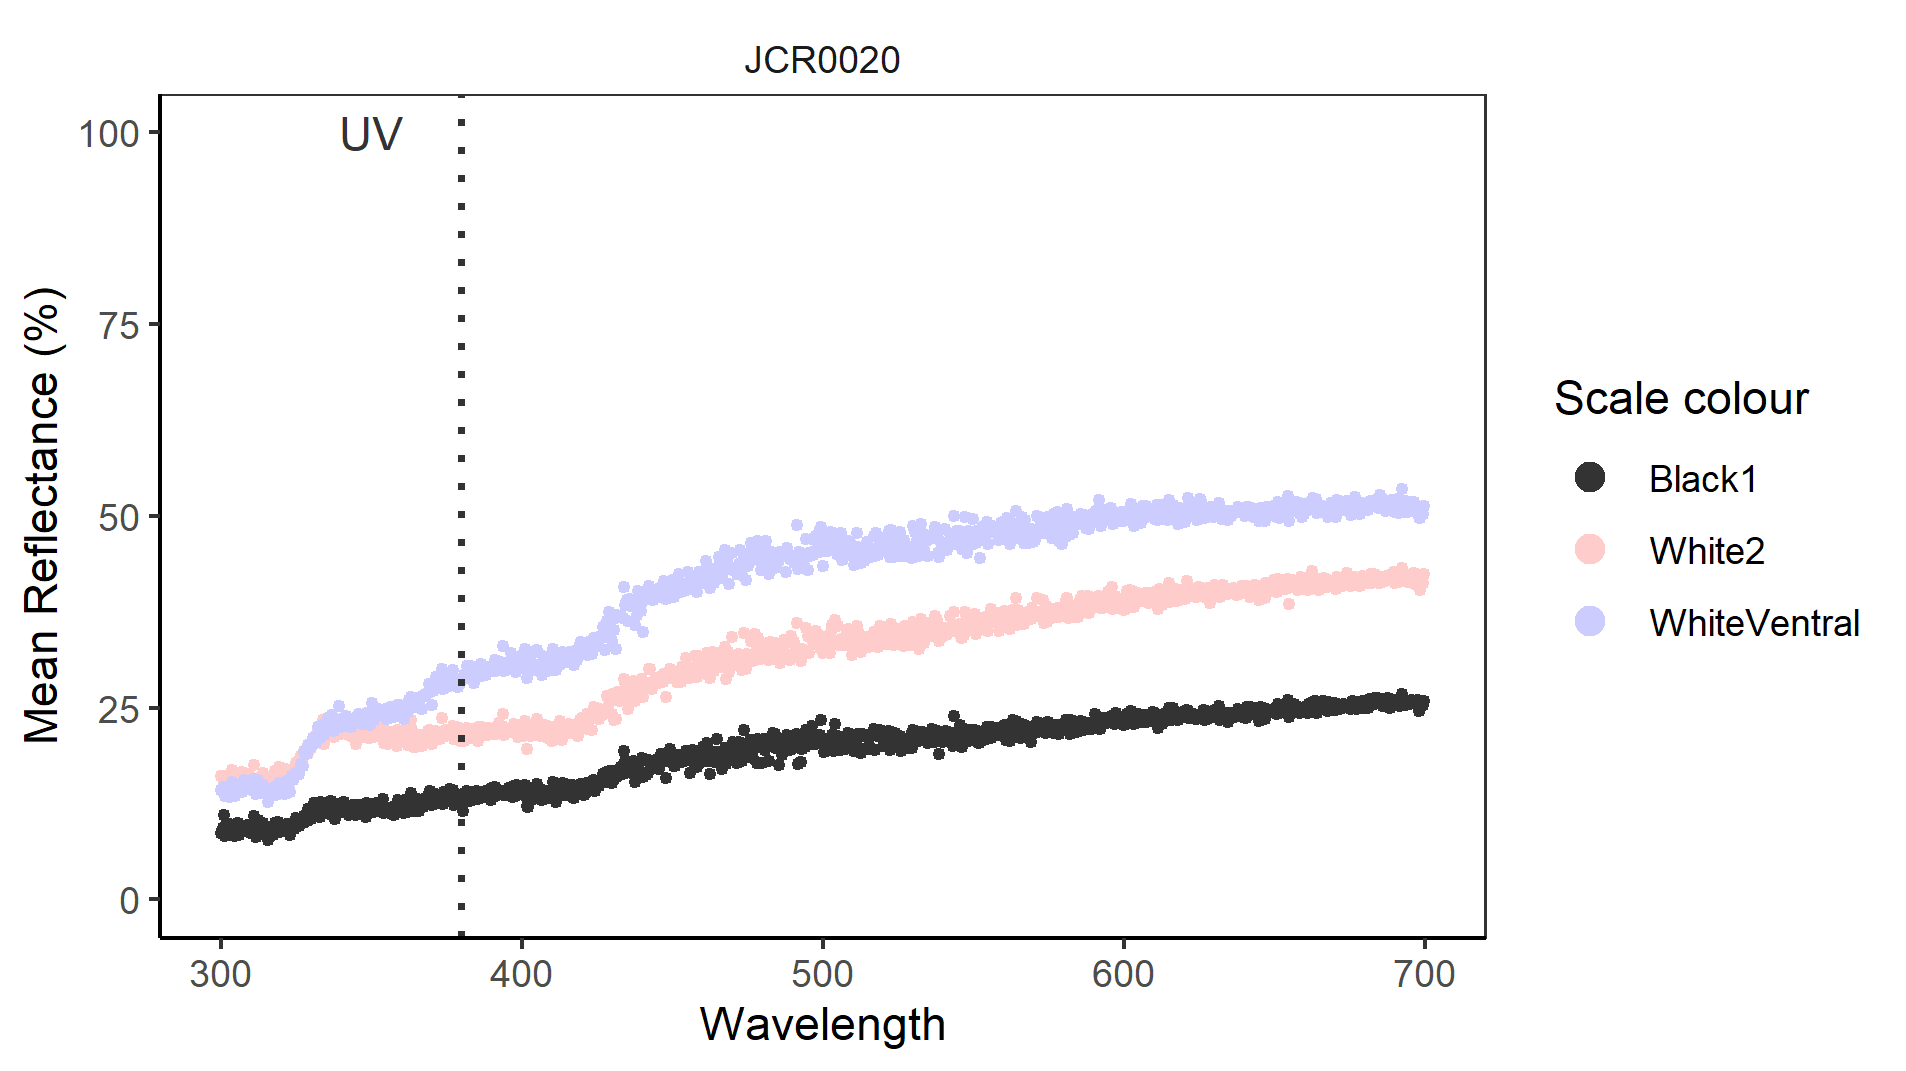 JCR0020
UV
100
75
50
25
0
Mean Reflectance (%)
300 400 500 600 700
Wavelength
Scale colour
Black1
White2
WhiteVentral